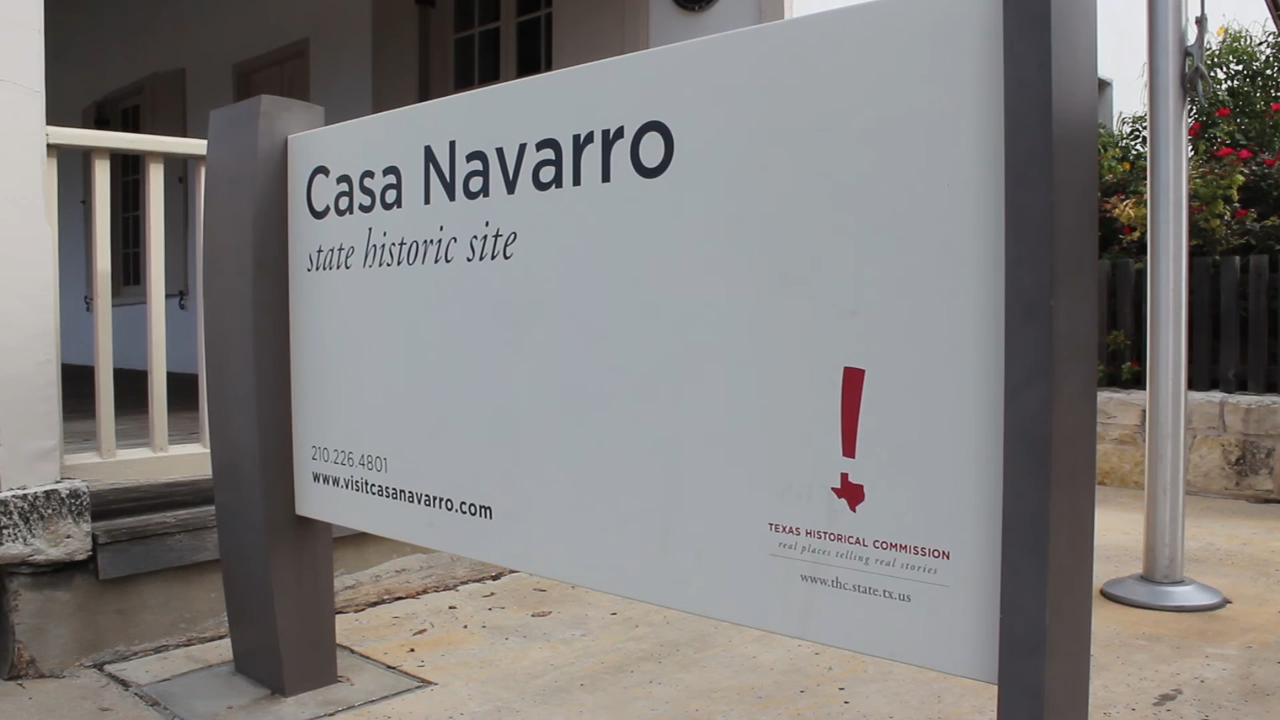 Casa Navarro
state historic site
210.226.4801
www.visitcasanavarro.com
TEXAS HISTORICAL COMMISSION
real places telling real stories
www.thc.state.tx.us